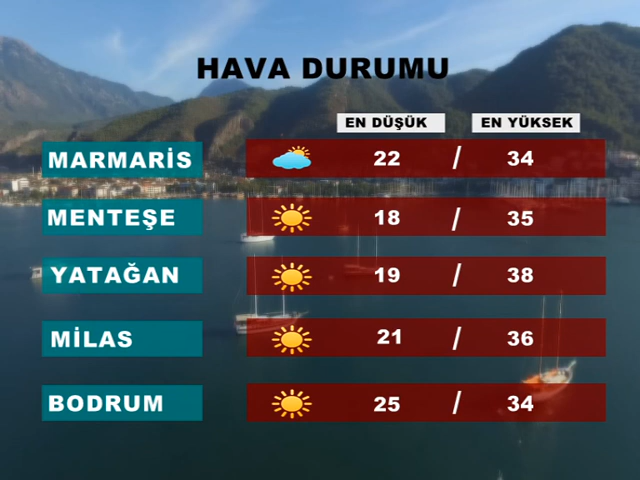 HAVA DURUMU
EN DÜŞÜK EN YÜKSEK
MARMARİS 22 / 34
MENTEŞE 18 / 35
YATAĞAN 19 / 38
MİLAS 21 / 36
BODRUM 25 / 34